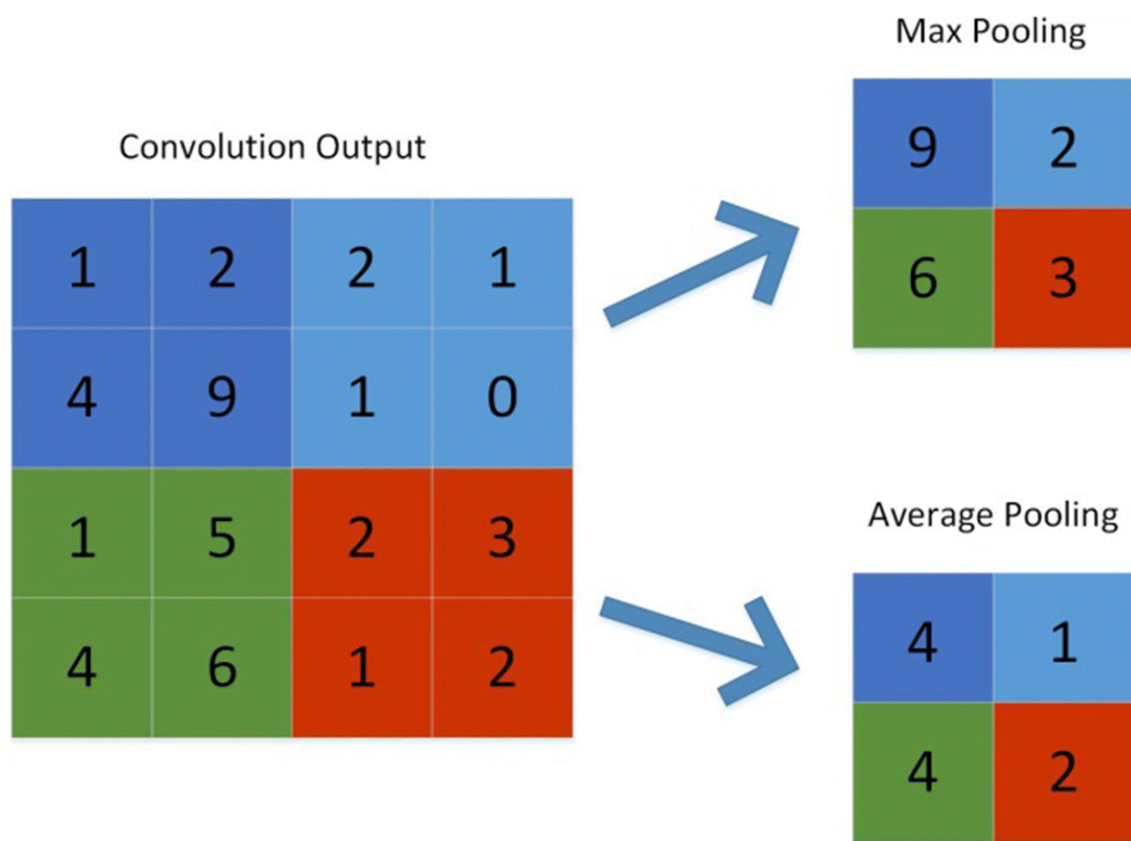 Max Pooling
9 2
6 3
Convolution Output
1 2 2 1
4 9 1 0
1 5 2 3
4 6 1 2
Average Pooling
4 1
4 2